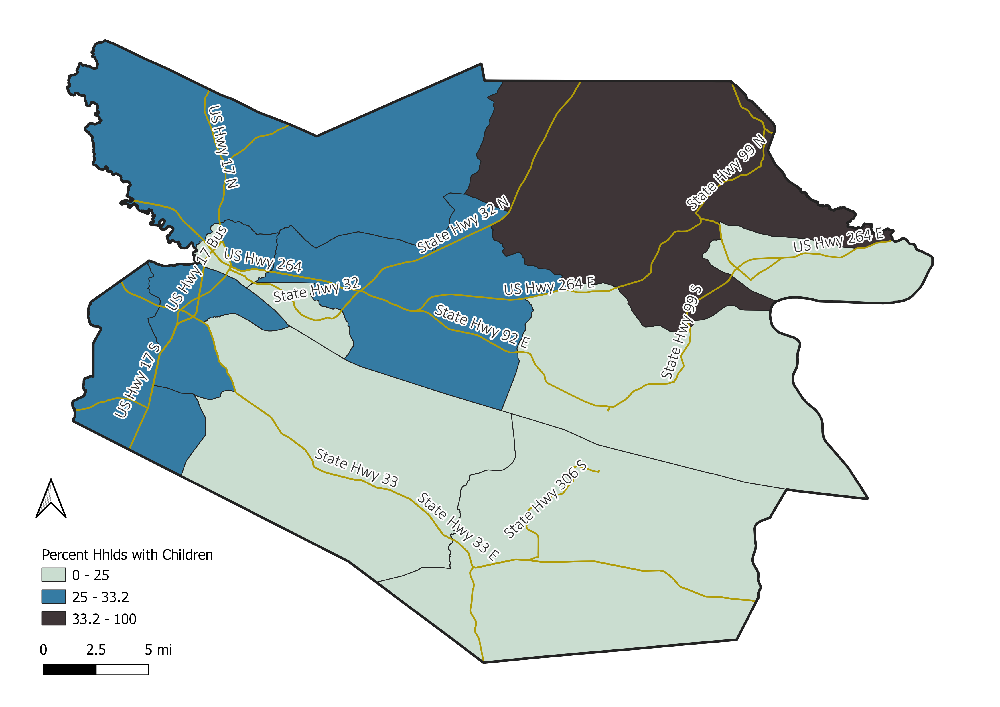 US Hwy 17 N
State Hwy 99 N
State Hwy 32 N
US Hwy 17 Bus
US Hwy 264 E
US Hwy 264
US Hwy 264 E
State Hwy 32
State Hwy 92 E
State Hwy 99 S
US Hwy 17 S
State Hwy 33
State Hwy 306 S
State Hwy 33 E
Percent Hhlds with Children
0 - 25
25 - 33.2
33.2 - 100
0 2.5 5 mi